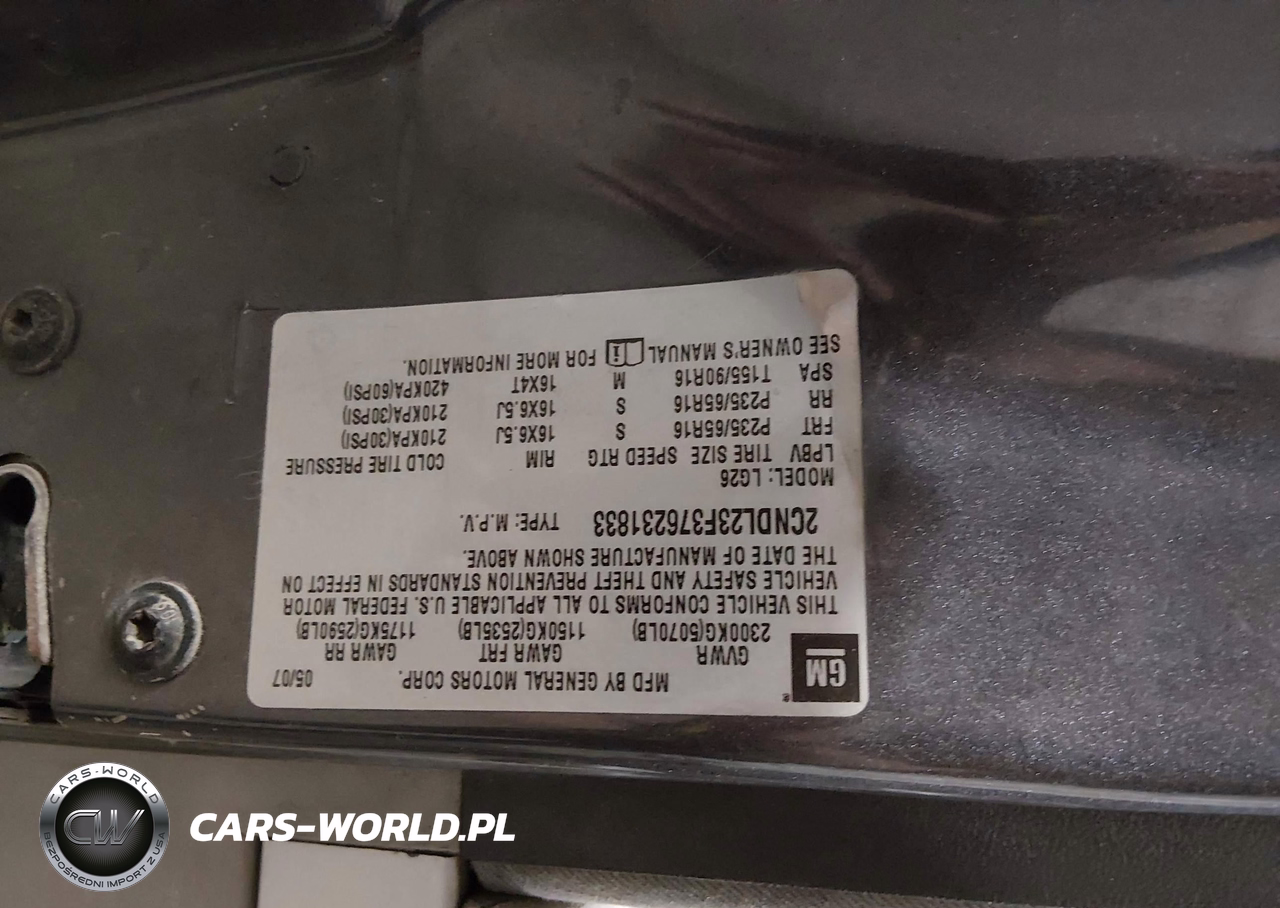 GM
MFD BY GENERAL MOTORS CORP. 05/07
GVWR GAWR FRT GAWR RR
2300KG(5070LB) 1150KG(2535LB) 1175KG(2590LB)
THIS VEHICLE CONFORMS TO ALL APPLICABLE U.S. FEDERAL MOTOR
VEHICLE SAFETY AND THEFT PREVENTION STANDARDS IN EFFECT ON
THE DATE OF MANUFACTURE SHOWN ABOVE.
2CNDL23F376231833 TYPE: M.P.V.
MODEL: LG26
LPBV TIRE SIZE SPEED RTG RIM COLD TIRE PRESSURE
FRT P235/65R16 S 16X6.5J 210KPA(30PSI)
RR P235/65R16 S 16X6.5J 210KPA(30PSI)
SPA T155/90R16 M 16X4T 420KPA(60PSI)
SEE OWNER'S MANUAL i FOR MORE INFORMATION.
CARS-WORLD
CW
BEZPOŚREDNI IMPORT Z USA
CARS-WORLD.PL